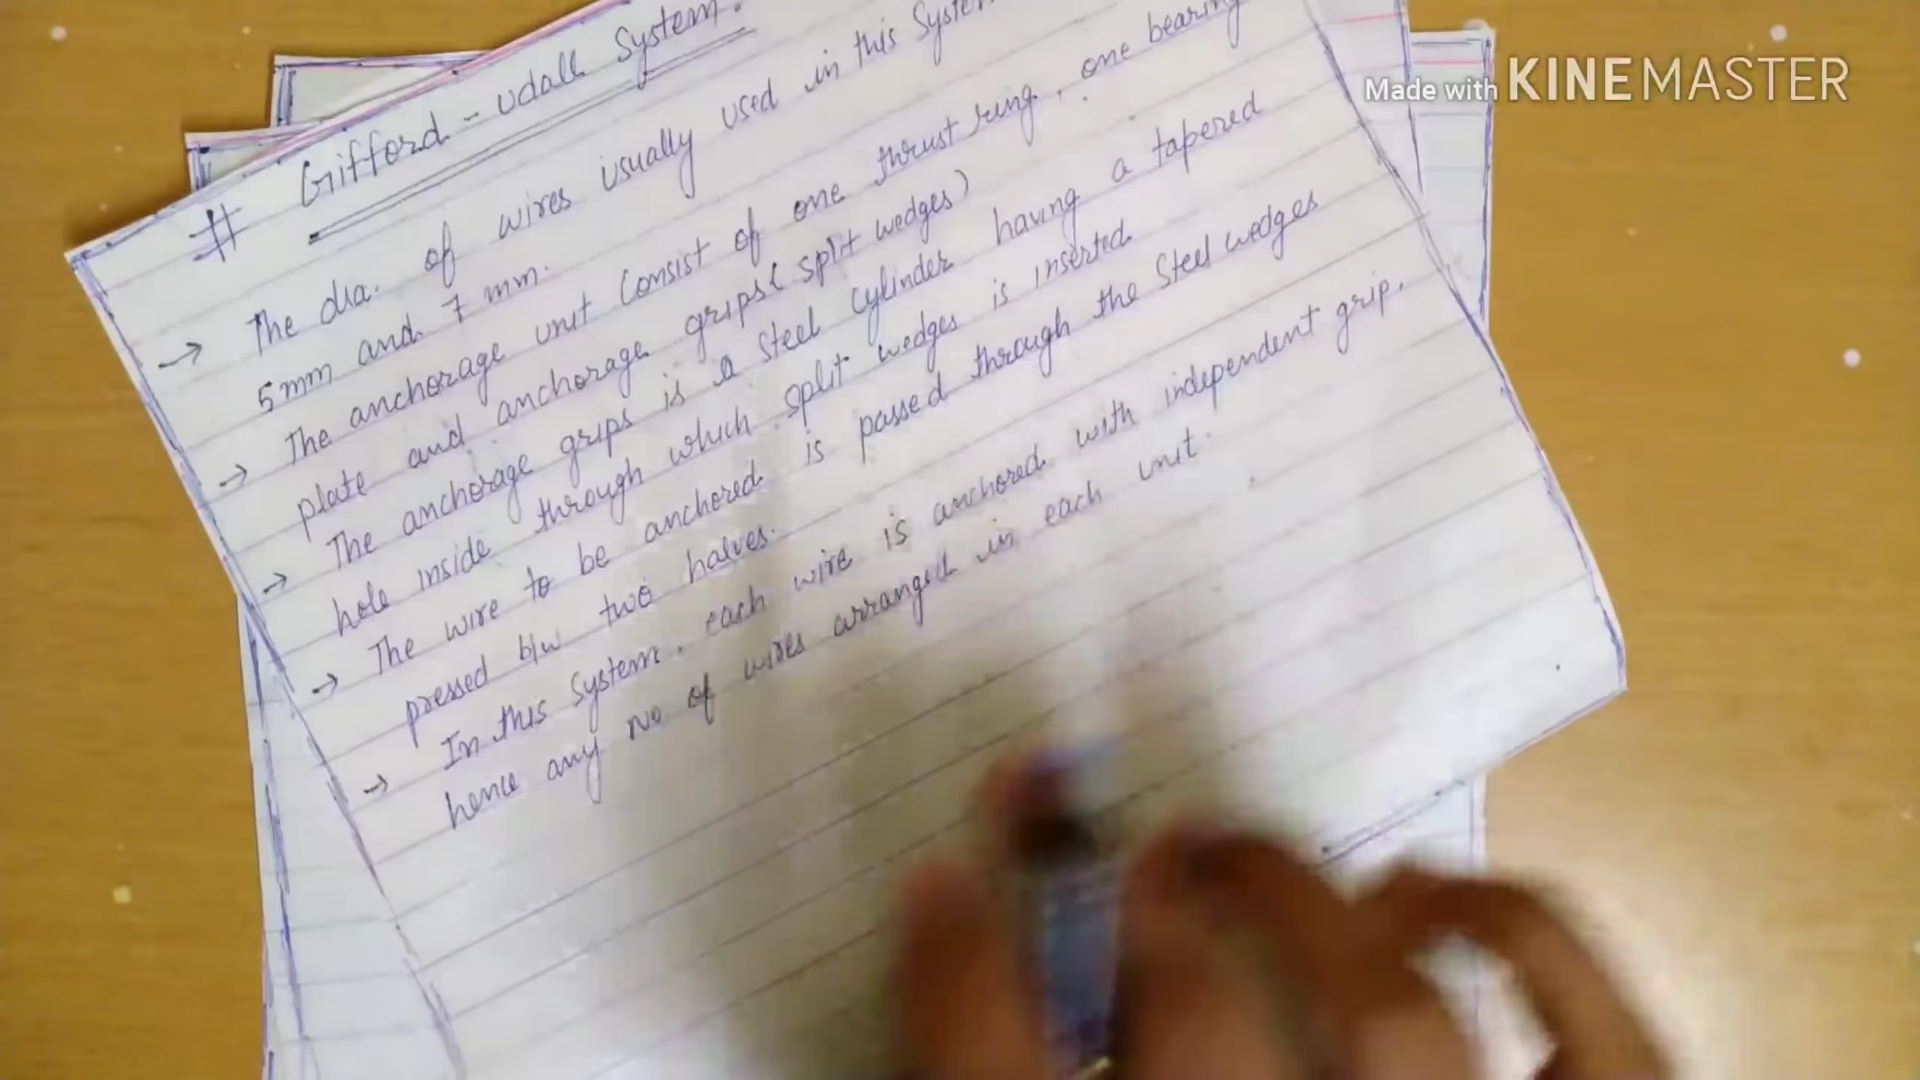 # Gifford - Udall System.
→ The dia. of wires usually used in this System
5mm and 7 mm.
→ The anchorage unit consist of one thrust ring, one bearing
plate and anchorage grips (split wedges)
→ The anchorage grips is a steel cylinder having a tapered
hole inside through which split wedges is inserted
→ The wire to be anchored is passed through the steel wedges
pressed b/w two halves.
→ In this system, each wire is anchored with independent grip.
hence any no of wires arranged in each unit.
Made with KINEMASTER